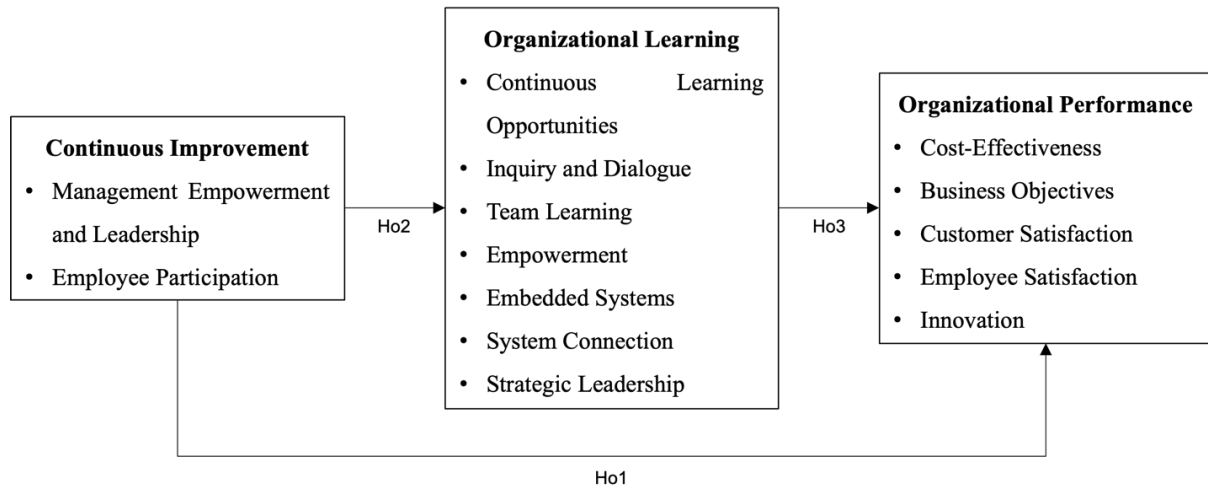 Continuous Improvement
• Management Empowerment
and Leadership
• Employee Participation
Ho2
Organizational Learning
• Continuous Learning
Opportunities
• Inquiry and Dialogue
• Team Learning
• Empowerment
• Embedded Systems
• System Connection
• Strategic Leadership
Ho3
Organizational Performance
• Cost-Effectiveness
• Business Objectives
• Customer Satisfaction
• Employee Satisfaction
• Innovation
Ho1